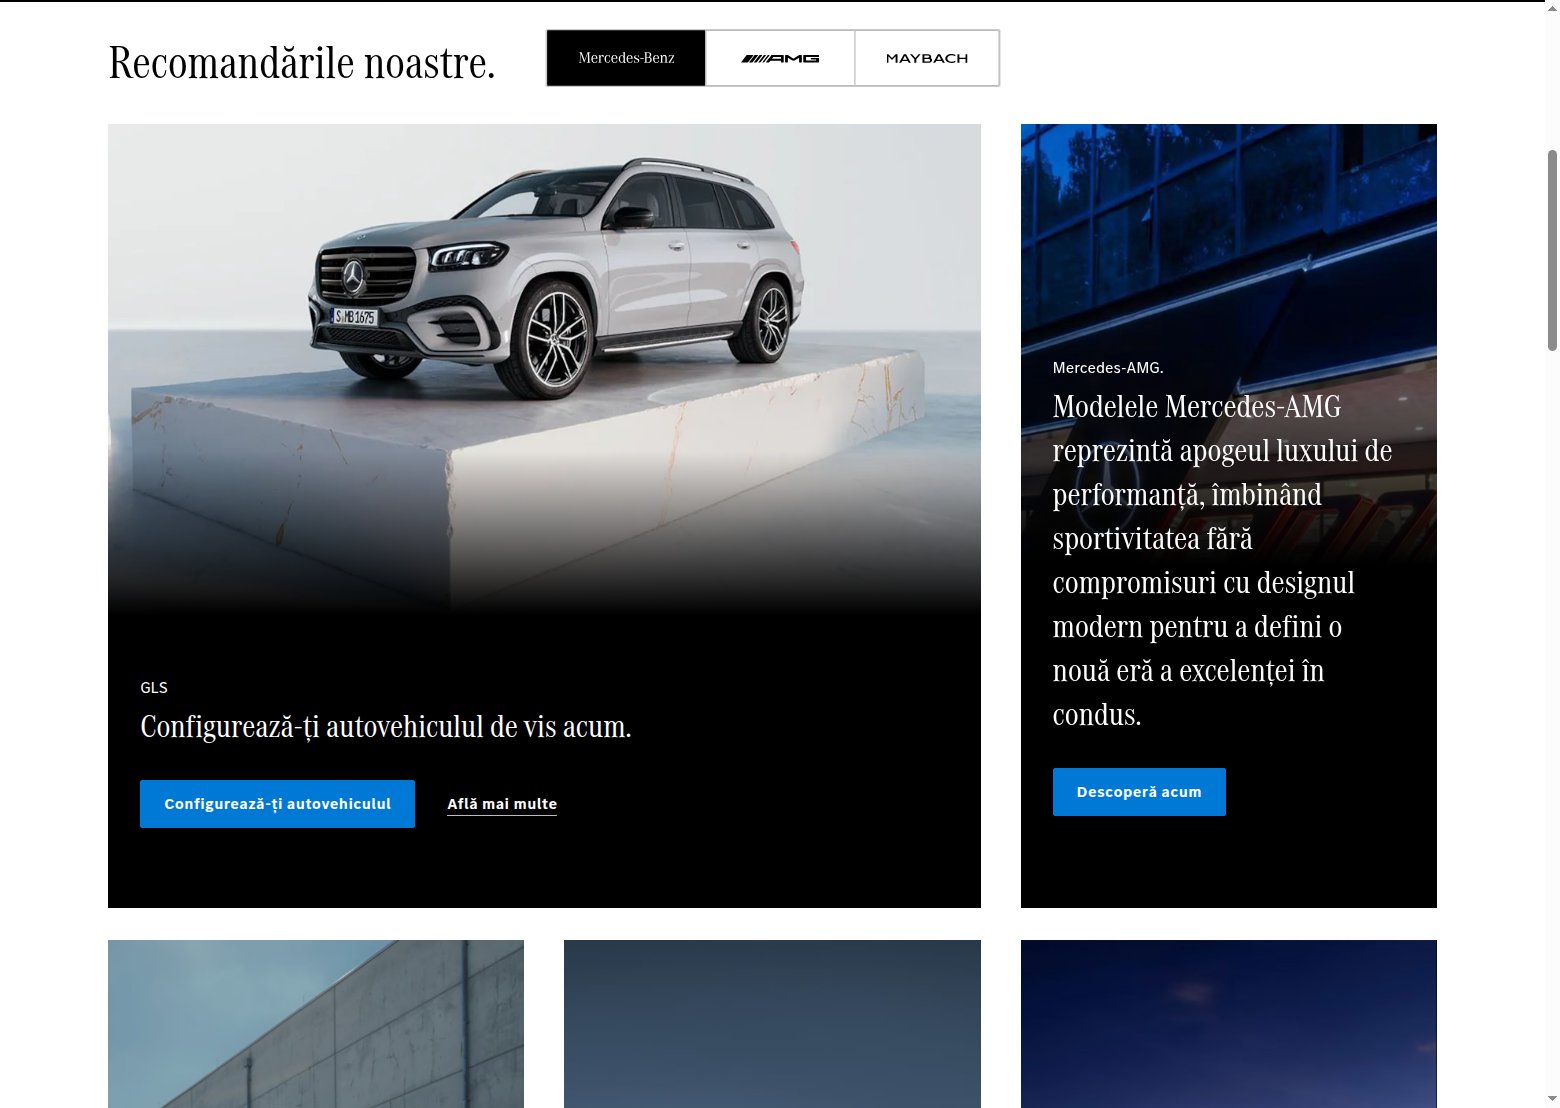 Recomandările noastre.
Mercedes-Benz
AMG
MAYBACH
S MB 1675
GLS
Configurează-ți autovehiculul de vis acum.
Configurează-ți autovehiculul
Află mai multe
Mercedes-AMG.
Modelele Mercedes-AMG
reprezintă apogeul luxului de
performanță, îmbinând
sportivitatea fără
compromisuri cu designul
modern pentru a defini o
nouă eră a excelenței în
condus.
Descoperă acum